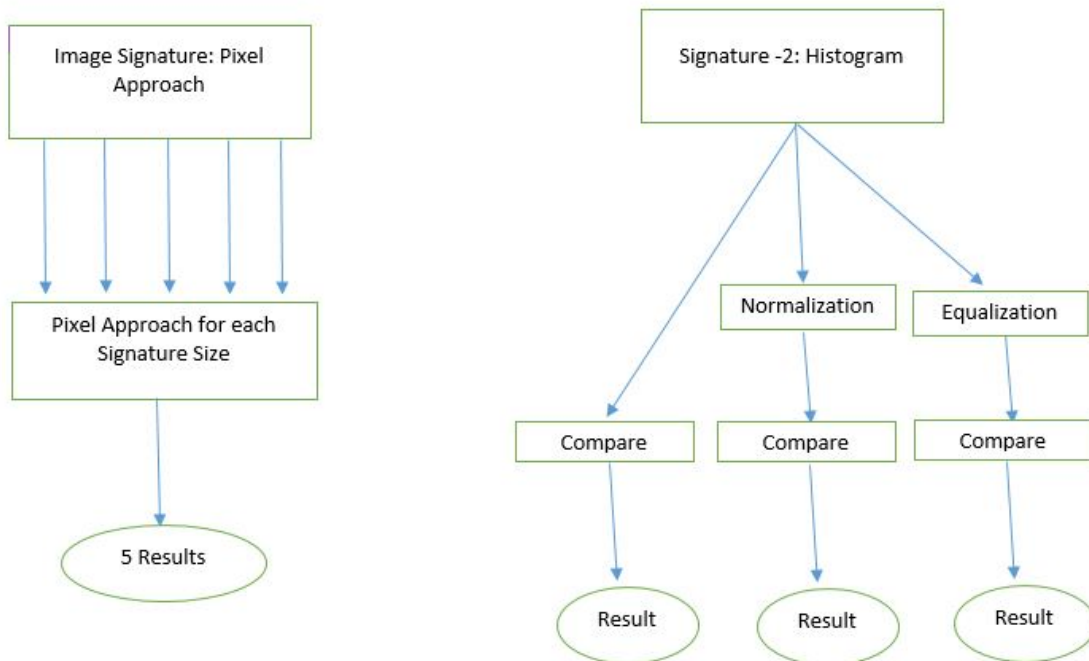 Image Signature: Pixel
Approach
Signature -2: Histogram
Normalization
Equalization
Pixel Approach for each
Signature Size
Compare
Compare
Compare
5 Results
Result
Result
Result